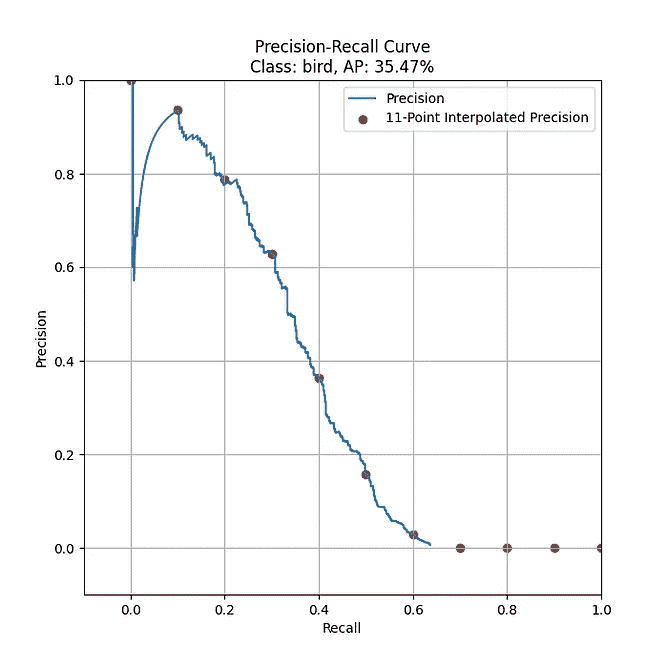 Precision-Recall Curve
Class: bird, AP: 35.47%
Precision
11-Point Interpolated Precision
1.0
0.8
0.6
0.4
0.2
0.0
Precision
0.0 0.2 0.4 0.6 0.8 1.0
Recall